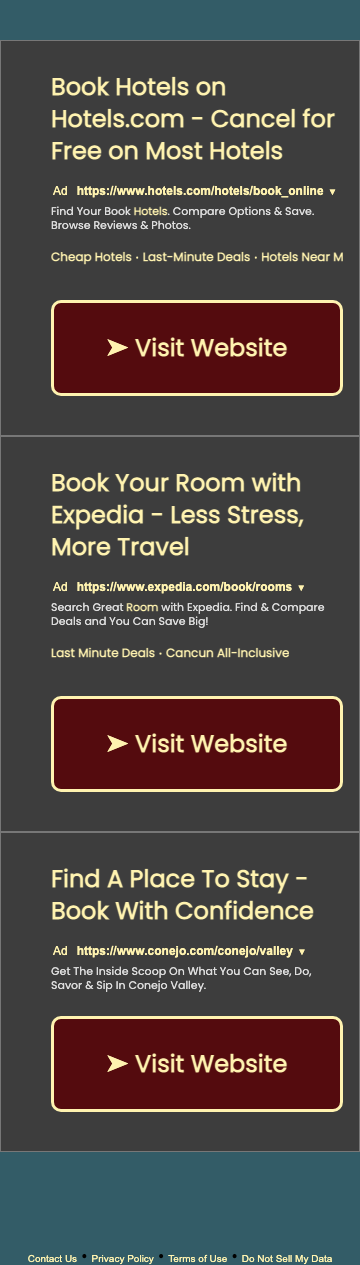 Book Hotels on
Hotels.com - Cancel for
Free on Most Hotels
Ad https://www.hotels.com/hotels/book_online ▼
Find Your Book Hotels. Compare Options & Save.
Browse Reviews & Photos.
Cheap Hotels · Last-Minute Deals · Hotels Near M
➤ Visit Website
Book Your Room with
Expedia - Less Stress,
More Travel
Ad https://www.expedia.com/book/rooms ▼
Search Great Room with Expedia. Find & Compare
Deals and You Can Save Big!
Last Minute Deals · Cancun All-Inclusive
➤ Visit Website
Find A Place To Stay -
Book With Confidence
Ad https://www.conejo.com/conejo/valley ▼
Get The Inside Scoop On What You Can See, Do,
Savor & Sip In Conejo Valley.
➤ Visit Website
Contact Us • Privacy Policy • Terms of Use • Do Not Sell My Data